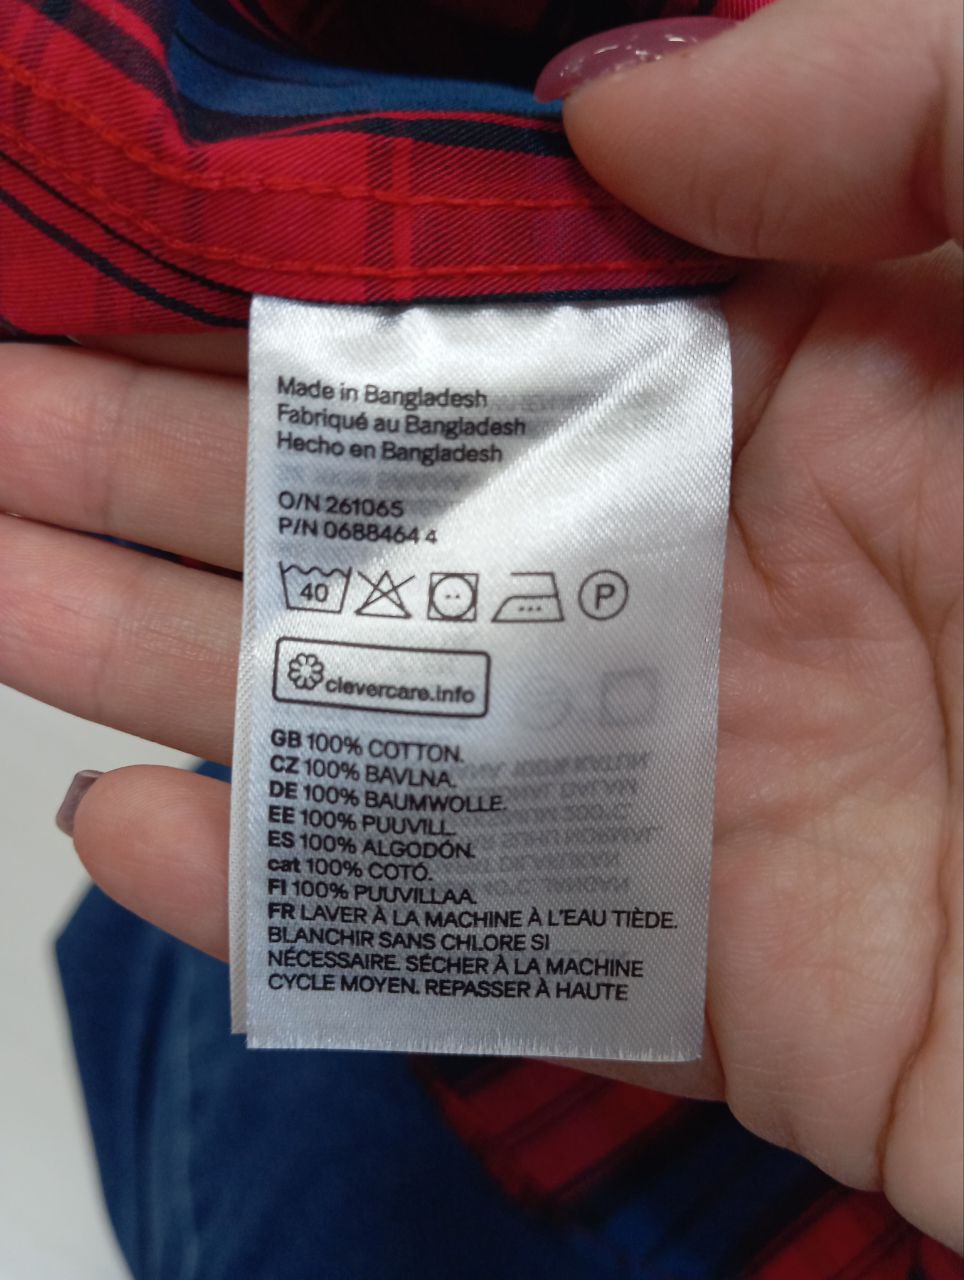 Made in Bangladesh
Fabriqué au Bangladesh
Hecho en Bangladesh
O/N 261065
P/N 0688464 4
40 P
clevercare.info
GB 100% COTTON.
CZ 100% BAVLNA.
DE 100% BAUMWOLLE.
EE 100% PUUVILL.
ES 100% ALGODÓN.
cat 100% COTÓ.
FI 100% PUUVILLAA.
FR LAVER À LA MACHINE À L'EAU TIÈDE.
BLANCHIR SANS CHLORE SI
NÉCESSAIRE. SÉCHER À LA MACHINE
CYCLE MOYEN. REPASSER À HAUTE